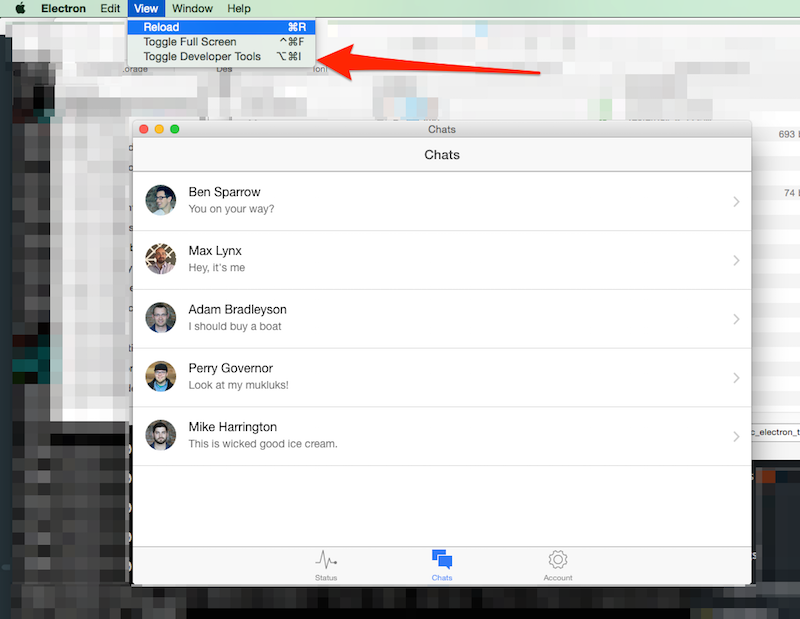 Electron Edit View Window Help
Reload ⌘R
Toggle Full Screen ^⌘F
Toggle Developer Tools ⌥⌘I
Chats
693
Chats
Ben Sparrow
You on your way?
74
Max Lynx
Hey, it's me
Adam Bradleyson
I should buy a boat
Perry Governor
Look at my mukluks!
Mike Harrington
This is wicked good ice cream.
c_electron_t
Status Chats Account